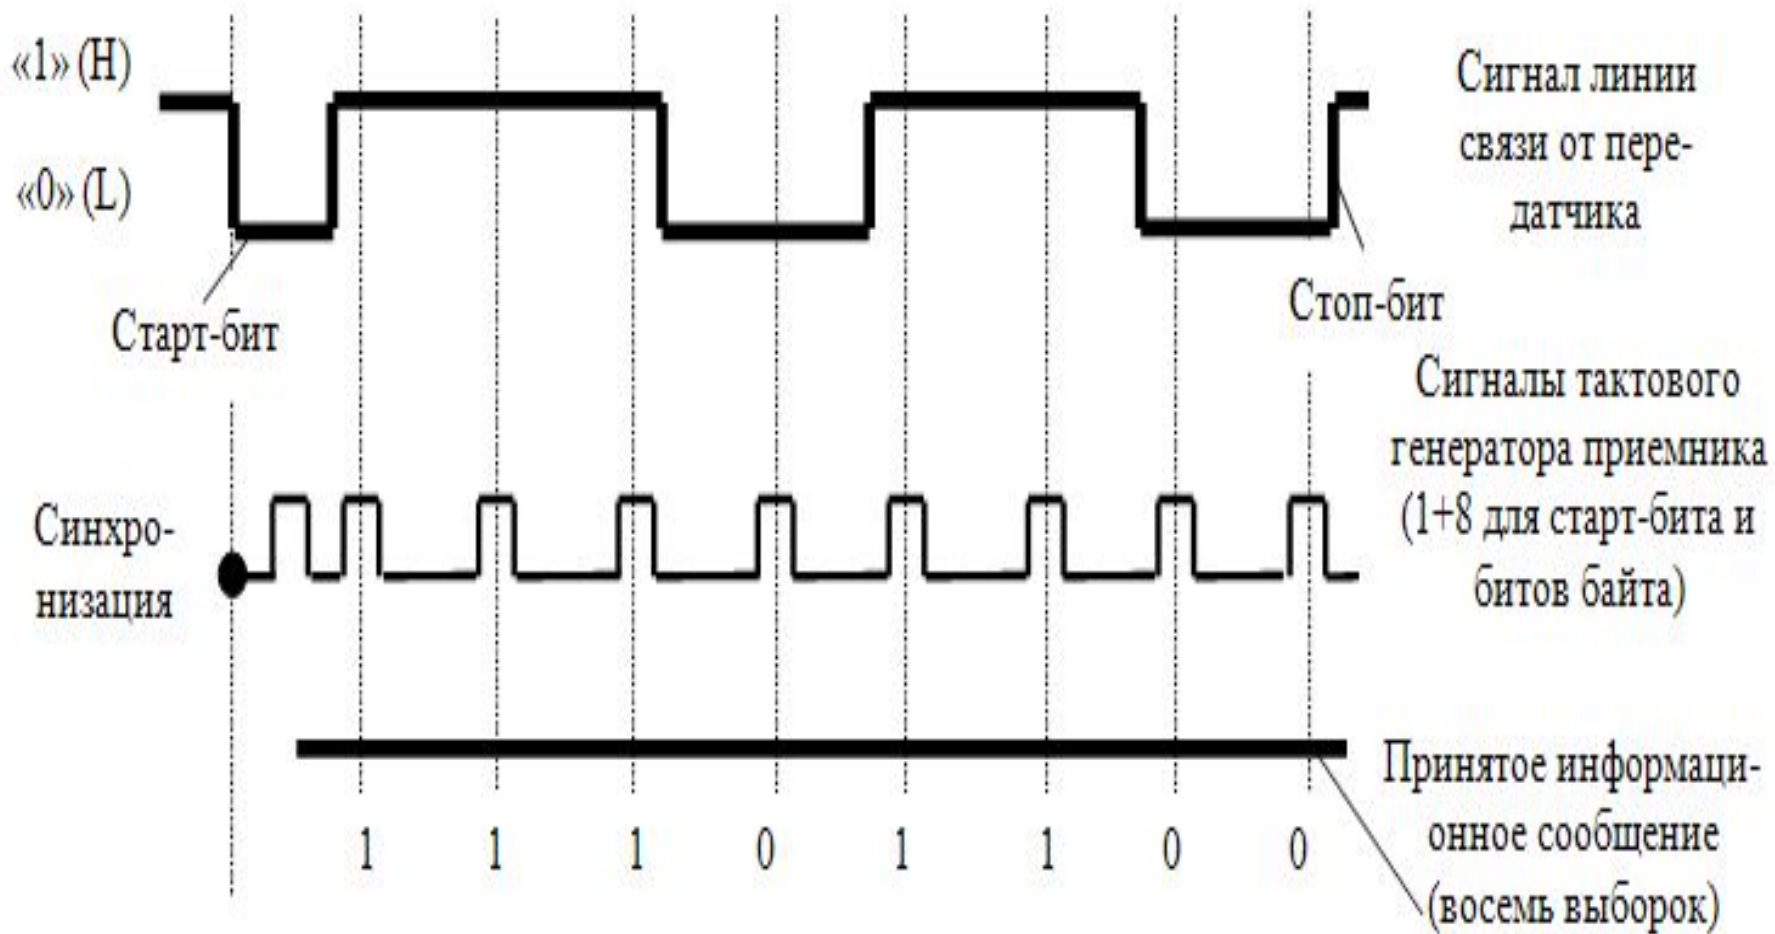 «1» (H)
«0» (L)
Сигнал линии
связи от пере-
датчика
Старт-бит
Стоп-бит
Сигналы тактового
генератора приемника
(1+8 для старт-бита и
битов байта)
Синхро-
низация
Принятое информаци-
онное сообщение
(восемь выборок)
1 1 1 0 1 1 0 0